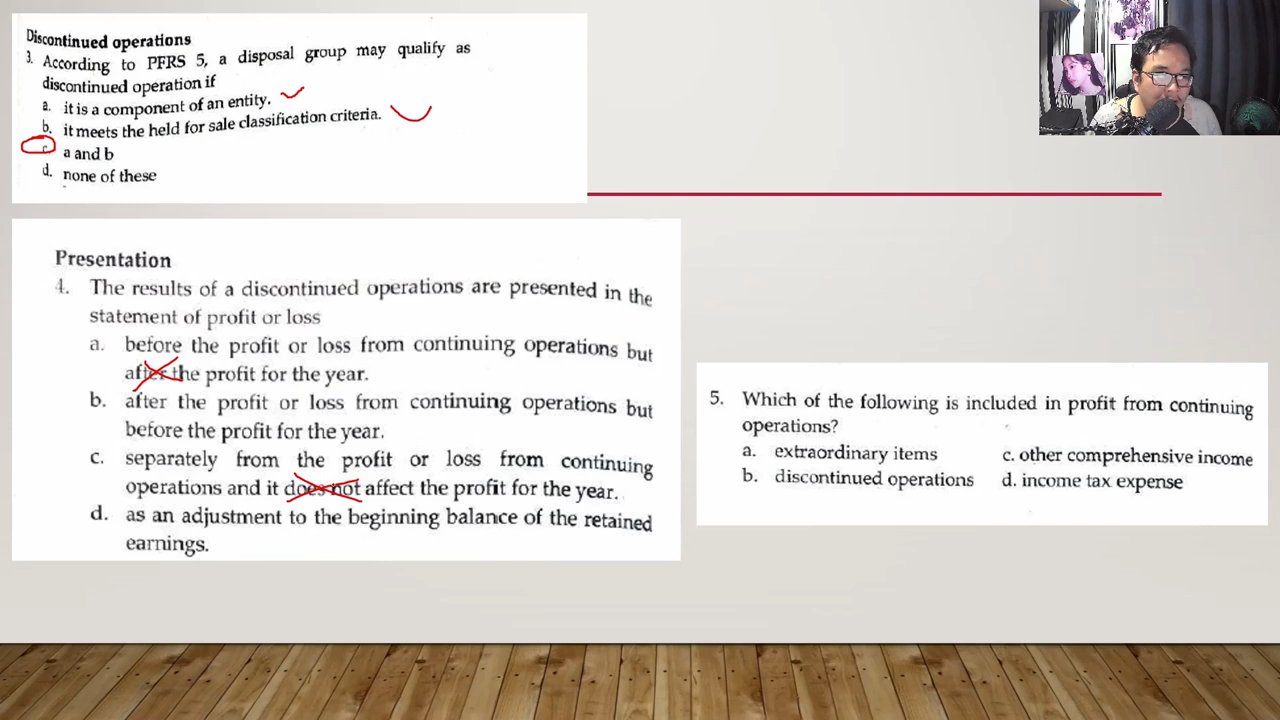 Discontinued operations
3. According to PFRS 5, a disposal group may qualify as
discontinued operation if
a. it is a component of an entity.
b. it meets the held for sale classification criteria.
c. a and b
d. none of these
Presentation
4. The results of a discontinued operations are presented in the
statement of profit or loss
a. before the profit or loss from continuing operations but
after the profit for the year.
b. after the profit or loss from continuing operations but
before the profit for the year.
c. separately from the profit or loss from continuing
operations and it does not affect the profit for the year.
d. as an adjustment to the beginning balance of the retained
earnings.
5. Which of the following is included in profit from continuing
operations?
a. extraordinary items c. other comprehensive income
b. discontinued operations d. income tax expense